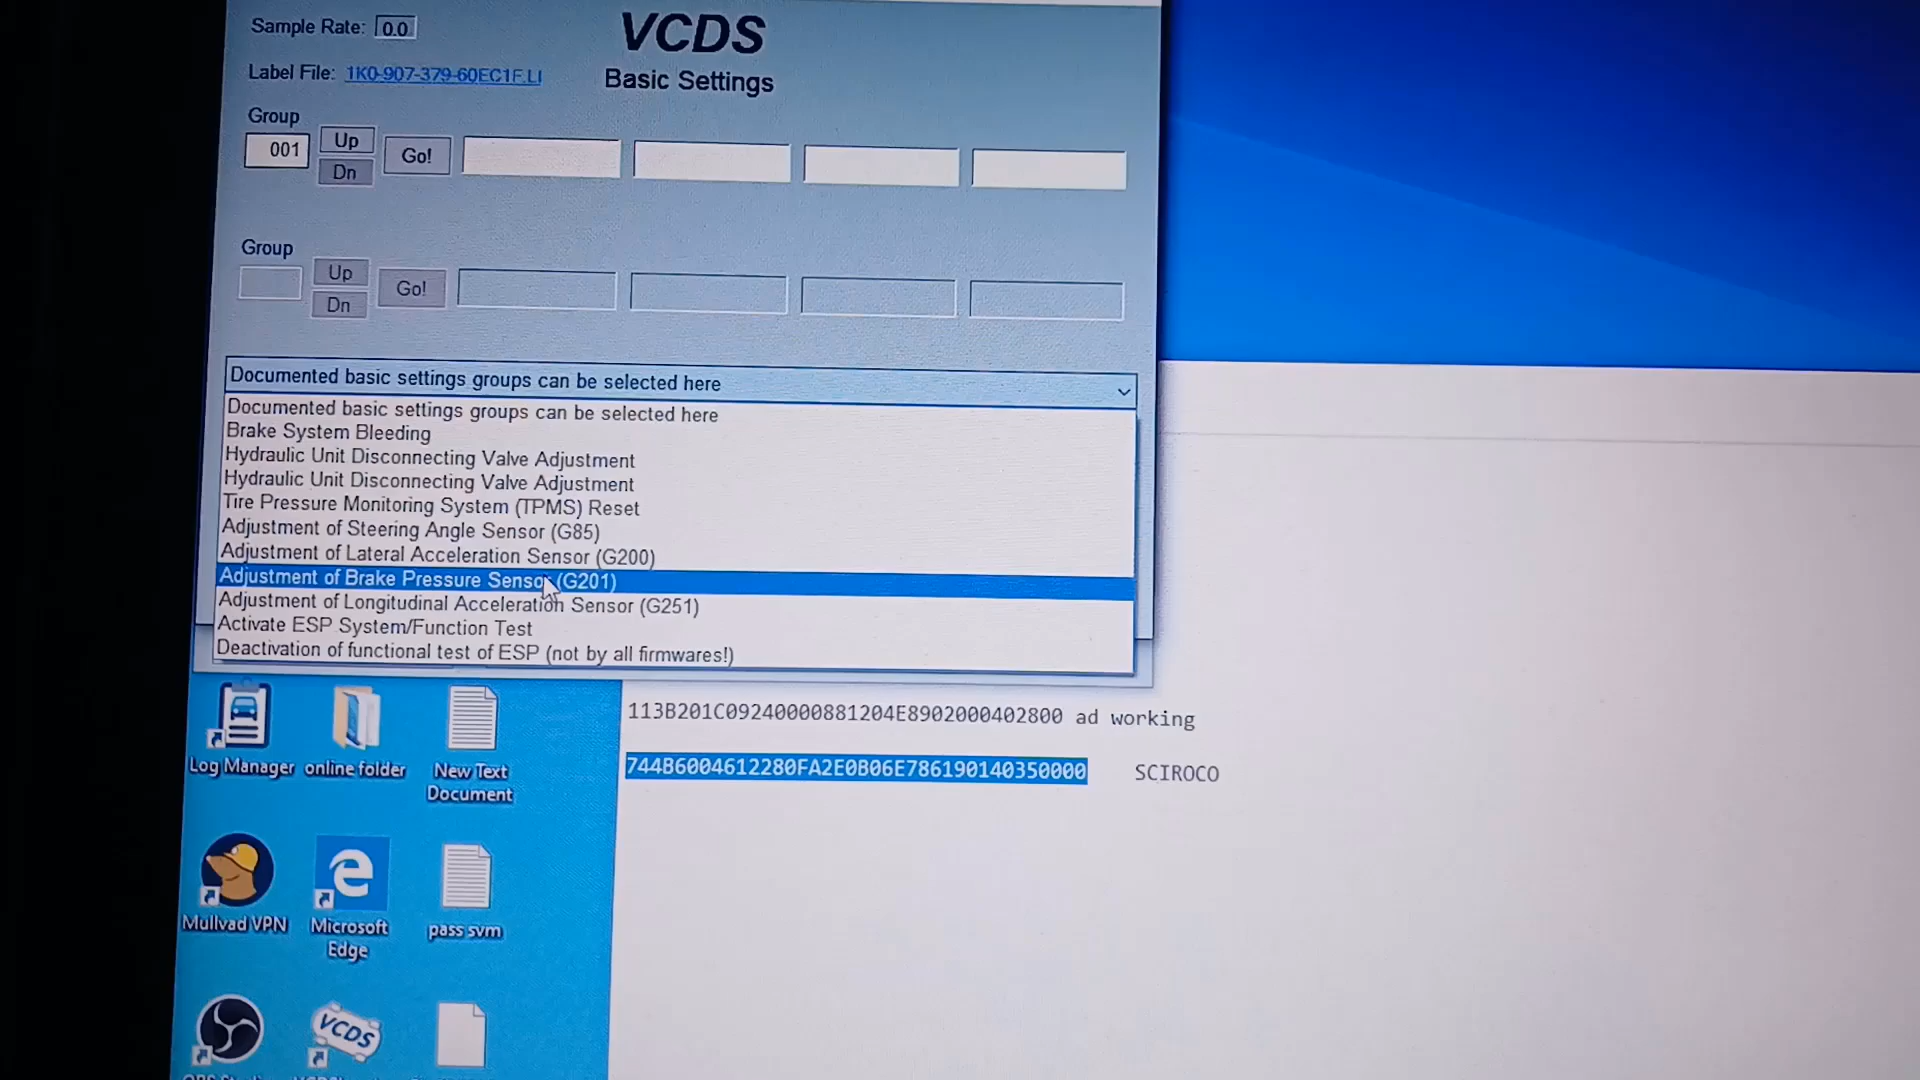 Sample Rate: 0.0
VCDS
Label File: 1K0-907-379-60EC1F.LI
Basic Settings
Group
001
Up
Dn
Go!
Group
Up
Dn
Go!
Documented basic settings groups can be selected here
Documented basic settings groups can be selected here
Brake System Bleeding
Hydraulic Unit Disconnecting Valve Adjustment
Hydraulic Unit Disconnecting Valve Adjustment
Tire Pressure Monitoring System (TPMS) Reset
Adjustment of Steering Angle Sensor (G85)
Adjustment of Lateral Acceleration Sensor (G200)
Adjustment of Brake Pressure Sensor (G201)
Adjustment of Longitudinal Acceleration Sensor (G251)
Activate ESP System/Function Test
Deactivation of functional test of ESP (not by all firmwares!)
113B201C09240000881204E8902000402800 ad working
744B6004612280FA2E0B06E786190140350000 SCIROCO
Log Manager
online folder
New Text
Document
Mullvad VPN
Microsoft
Edge
pass svm
VCDS